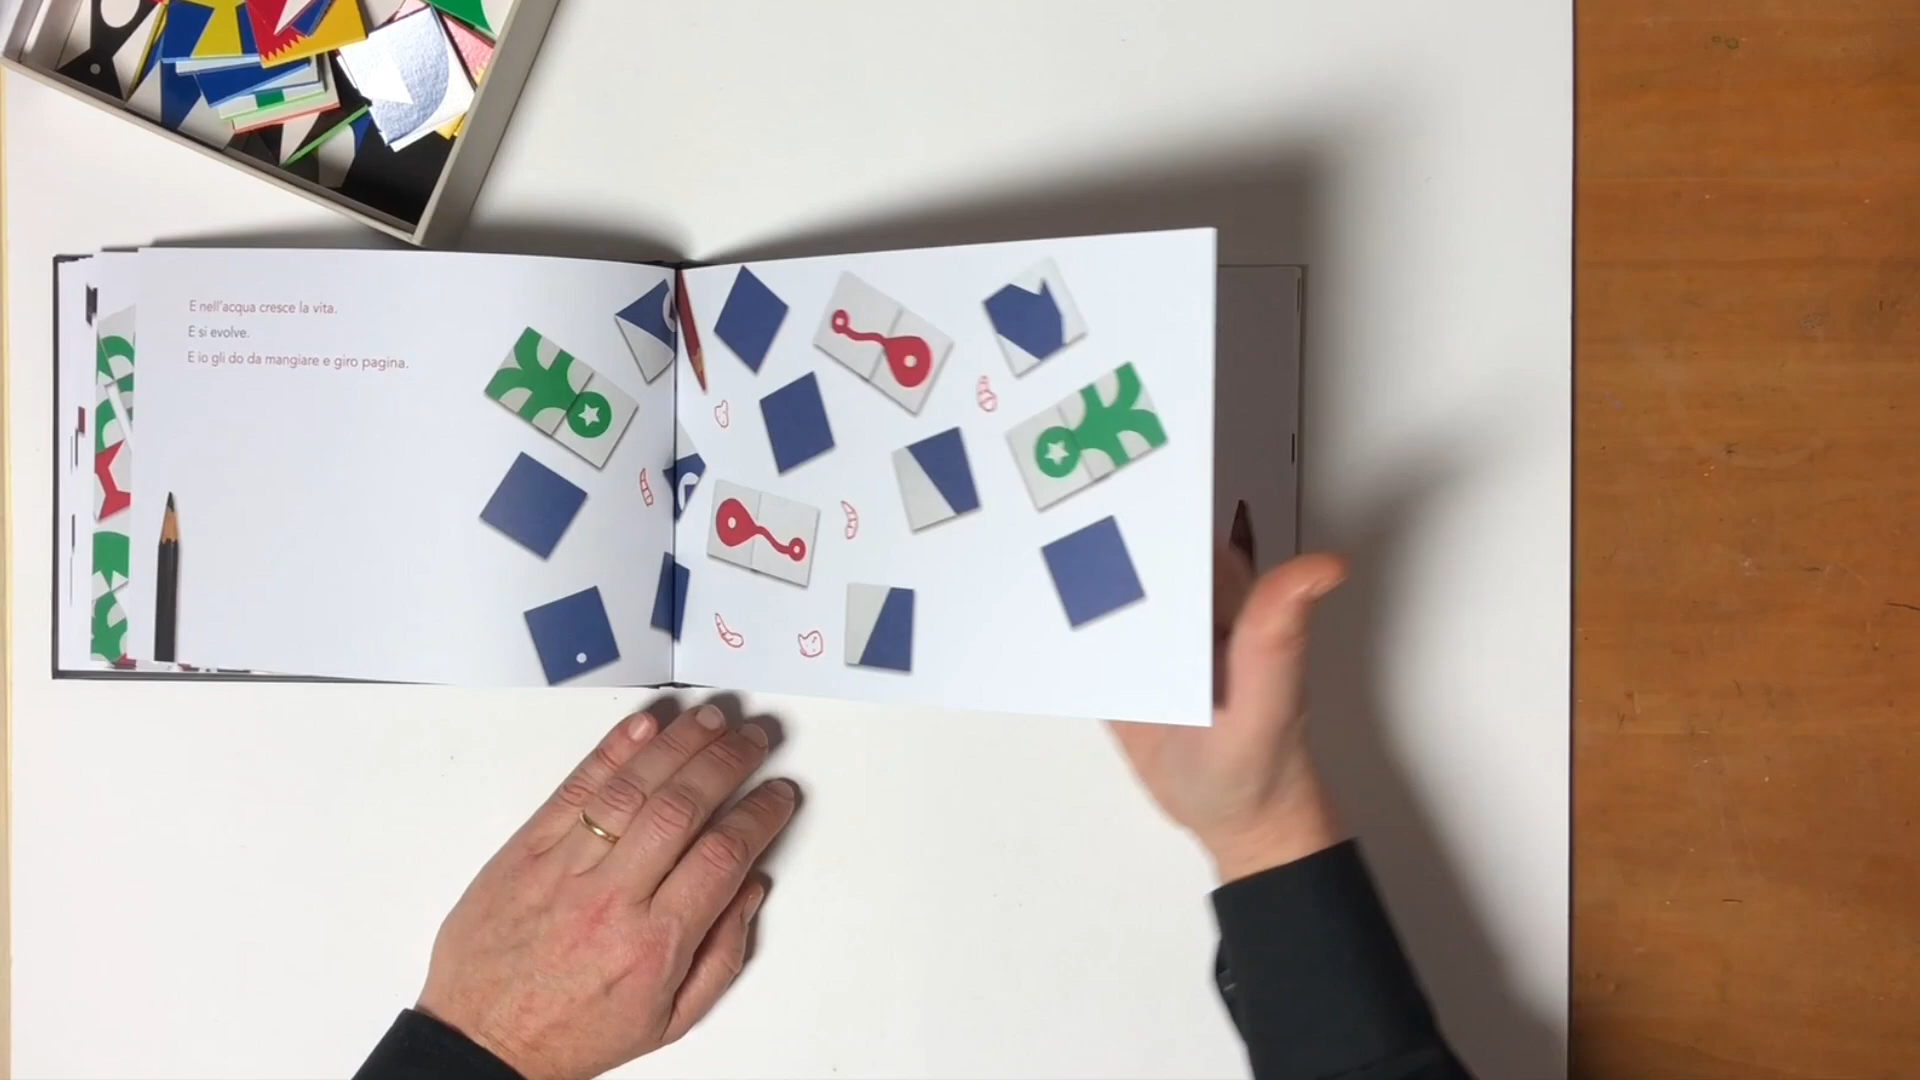 E nell'acqua cresce la vita.
E si evolve.
E io gli do da mangiare e giro pagina.